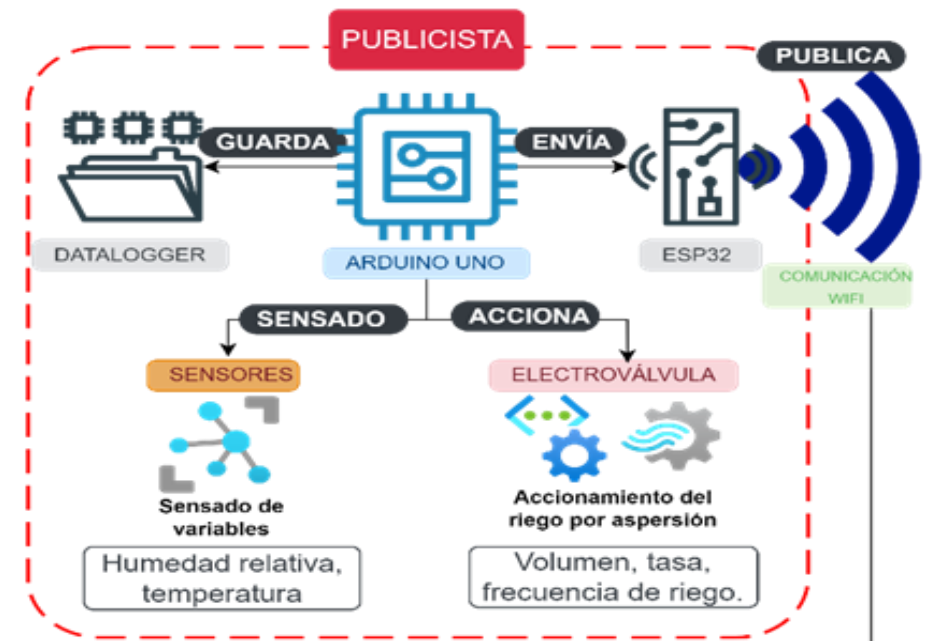 PUBLICISTA
PUBLICA
GUARDA
ENVÍA
DATALOGGER
ARDUINO UNO
ESP32
COMUNICACIÓN
WIFI
SENSADO
ACCIONA
SENSORES
ELECTROVÁLVULA
Sensado de
variables
Accionamiento del
riego por aspersión
Humedad relativa,
temperatura
Volumen, tasa,
frecuencia de riego.